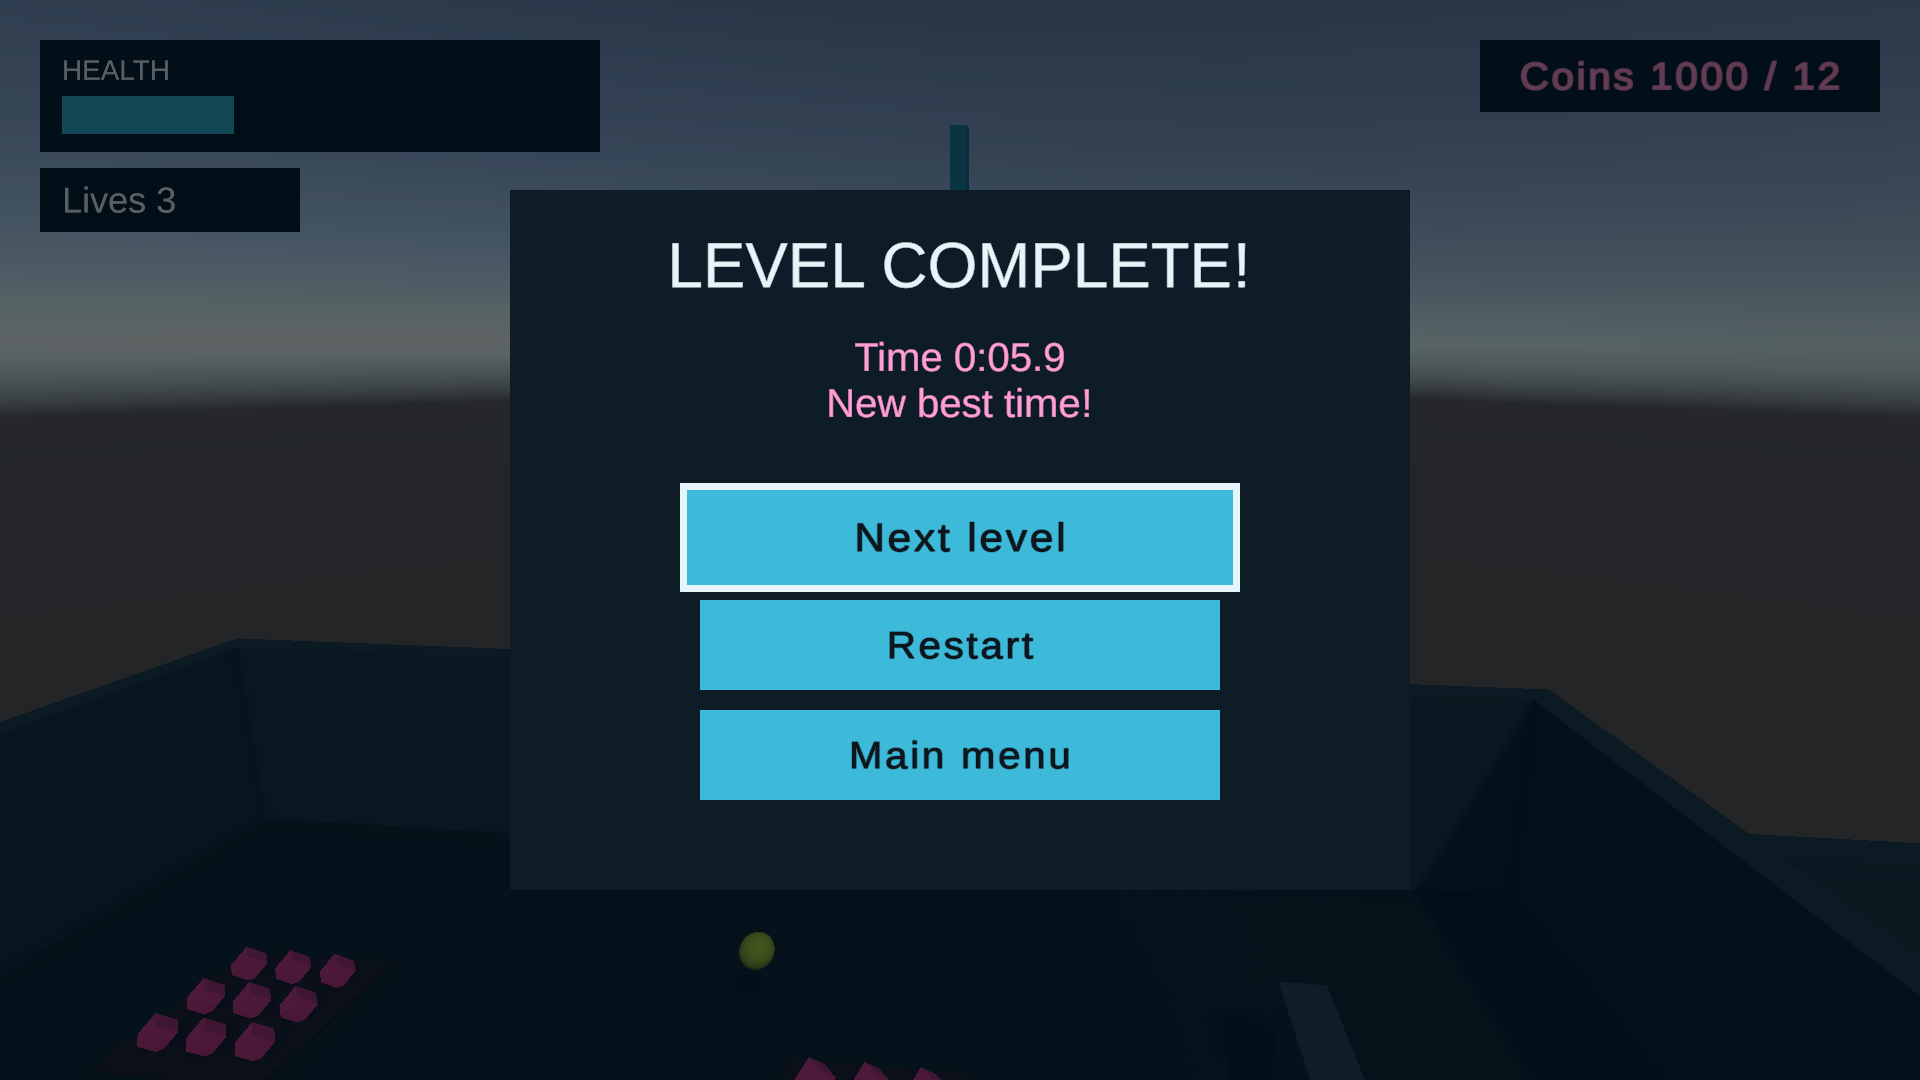 HEALTH
Coins 1000 / 12
Lives 3
LEVEL COMPLETE!
Time 0:05.9
New best time!
Next level
Restart
Main menu